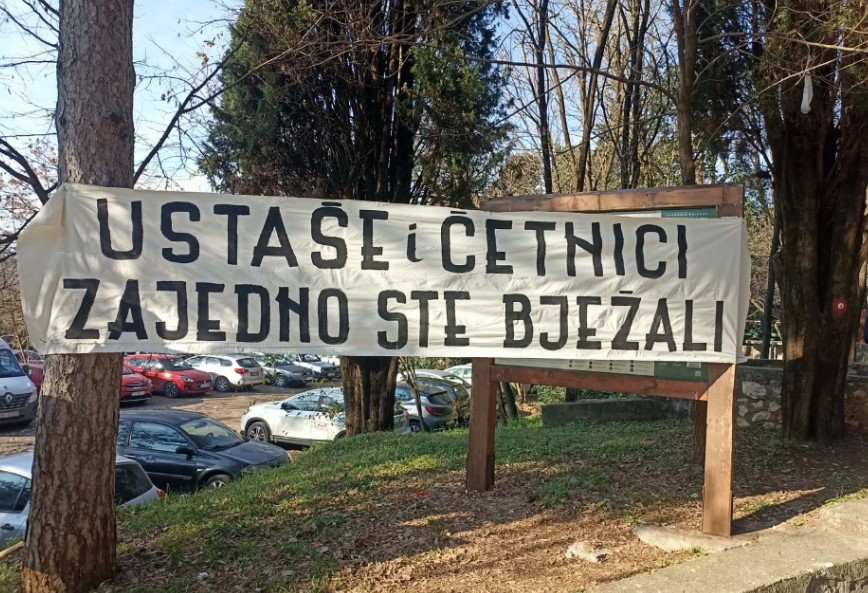 USTAŠE i ČETNICI
ZAJEDNO STE BJEŽALI